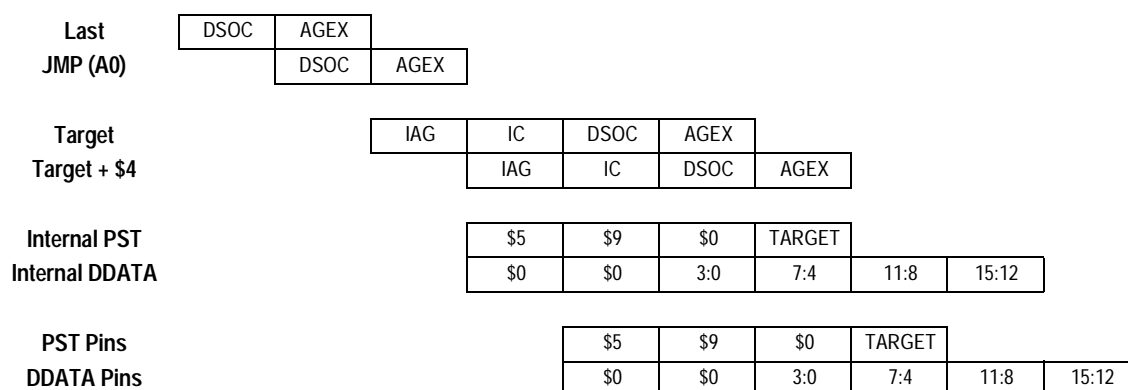 Last DSOC AGEX
JMP (A0) DSOC AGEX
Target IAG IC DSOC AGEX
Target + $4 IAG IC DSOC AGEX
Internal PST $5 $9 $0 TARGET
Internal DDATA $0 $0 3:0 7:4 11:8 15:12
PST Pins $5 $9 $0 TARGET
DDATA Pins $0 $0 3:0 7:4 11:8 15:12